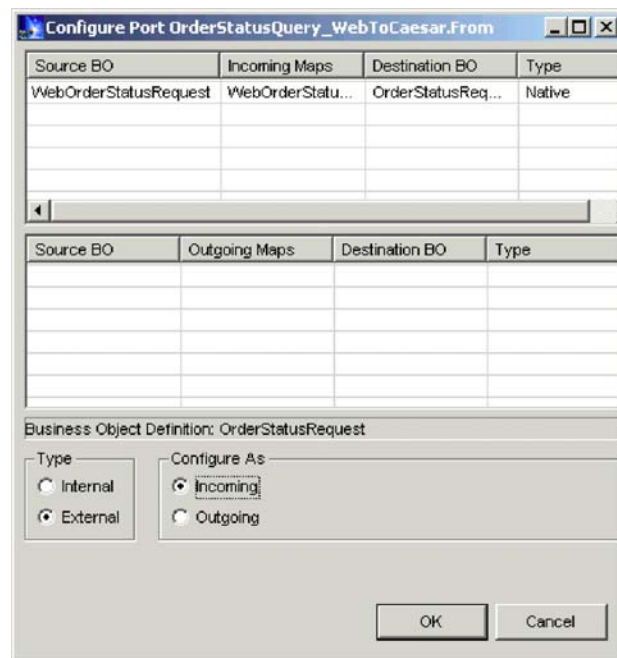 Configure Port OrderStatusQuery_WebToCaesar.From
Source BO Incoming Maps Destination BO Type
WebOrderStatusRequest WebOrderStatu... OrderStatusReq... Native
Source BO Outgoing Maps Destination BO Type
Business Object Definition: OrderStatusRequest
Type Configure As
Internal Incoming
External Outgoing
OK Cancel